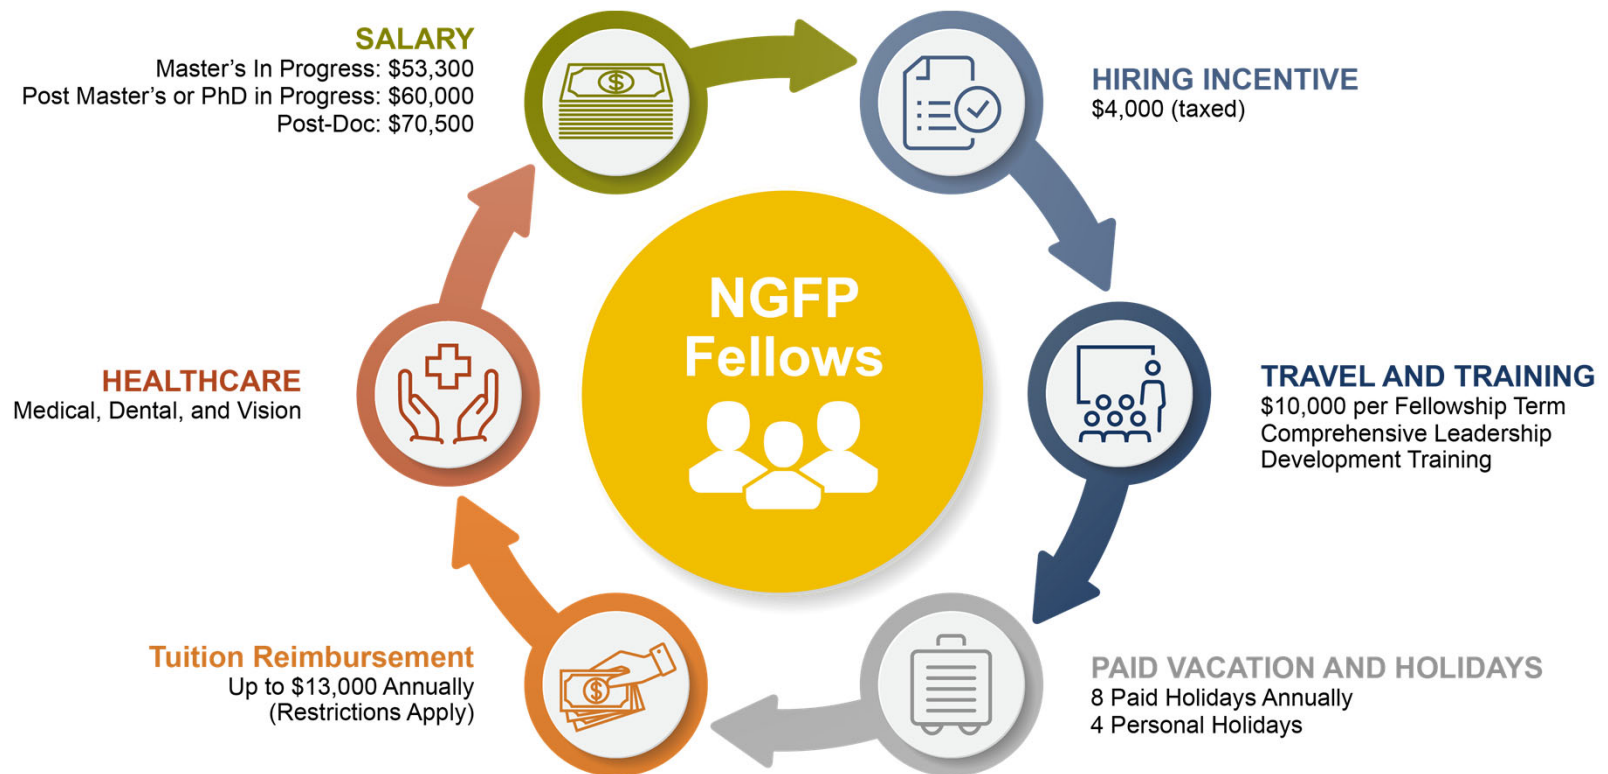 SALARY
Master's In Progress: $53,300
Post Master's or PhD in Progress: $60,000
Post-Doc: $70,500
HIRING INCENTIVE
$4,000 (taxed)
NGFP
Fellows
HEALTHCARE
Medical, Dental, and Vision
TRAVEL AND TRAINING
$10,000 per Fellowship Term
Comprehensive Leadership
Development Training
Tuition Reimbursement
Up to $13,000 Annually
(Restrictions Apply)
PAID VACATION AND HOLIDAYS
8 Paid Holidays Annually
4 Personal Holidays